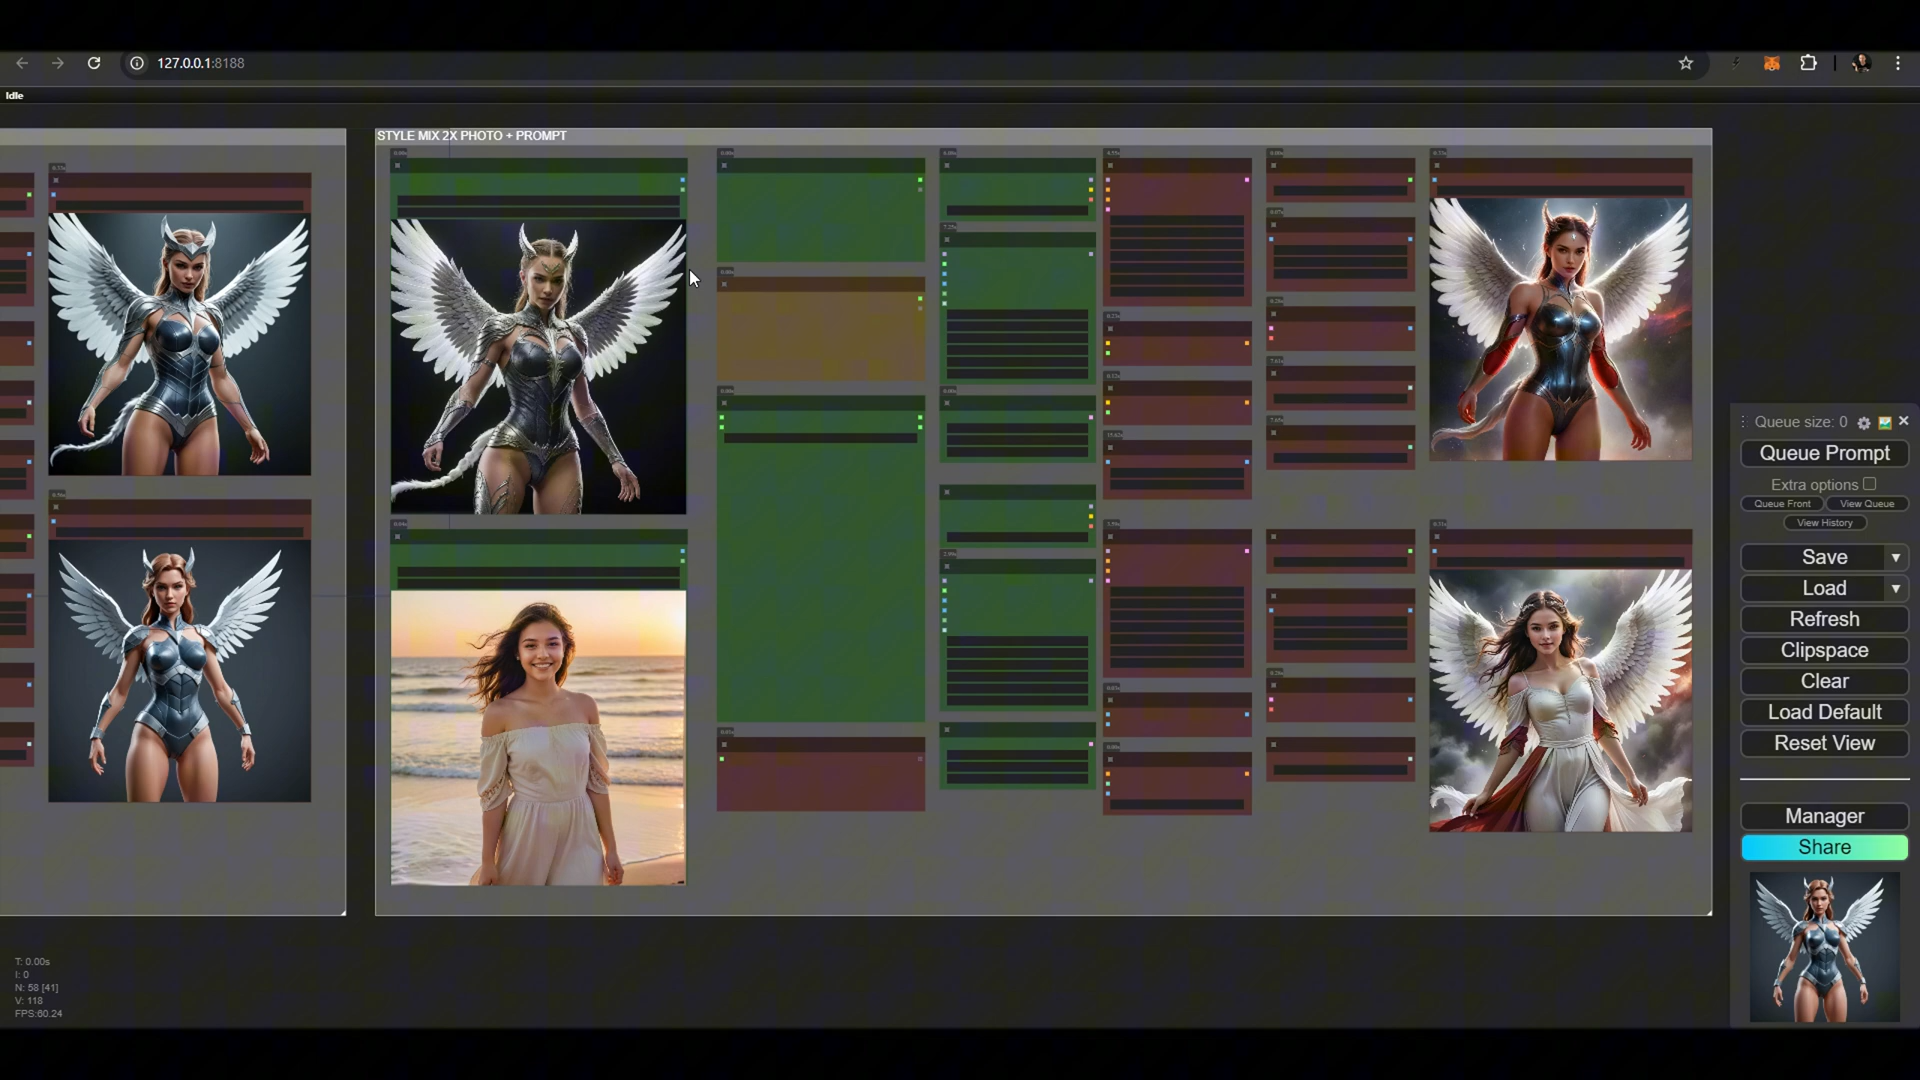 127.0.0.1:8188
Idle
STYLE MIX 2X PHOTO + PROMPT
Queue size: 0
Queue Prompt
Extra options
Queue Front
View Queue
View History
Save
Load
Refresh
Clipspace
Clear
Load Default
Reset View
Manager
Share
T: 0.00s
I: 0
N: 58 [41]
V: 118
FPS:60.24